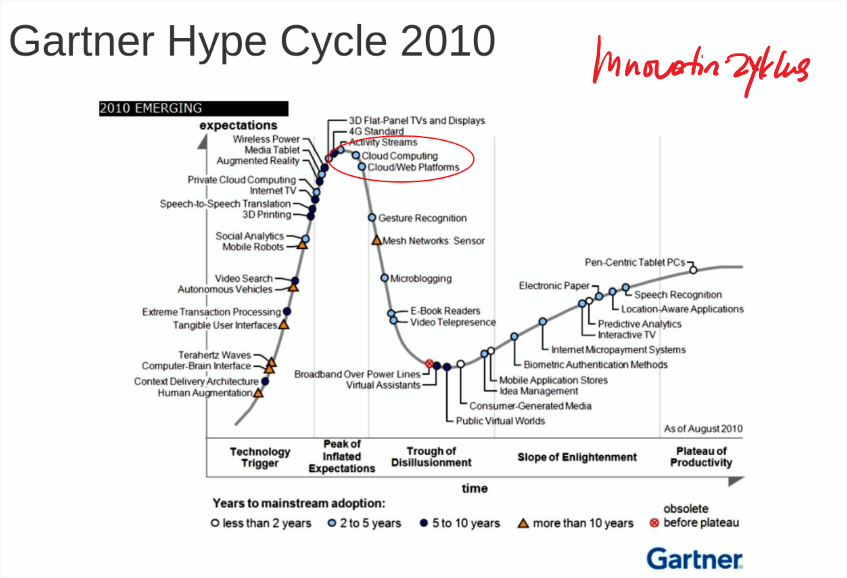 Gartner Hype Cycle 2010
Innovation Zyklus
2010 EMERGING
expectations
3D Flat-Panel TVs and Displays
4G Standard
Activity Streams
Cloud Computing
Cloud/Web Platforms
Wireless Power
Media Tablet
Augmented Reality
Private Cloud Computing
Internet TV
Speech-to-Speech Translation
3D Printing
Social Analytics
Mobile Robots
Video Search
Autonomous Vehicles
Extreme Transaction Processing
Tangible User Interfaces
Terahertz Waves
Computer-Brain Interface
Context Delivery Architecture
Human Augmentation
Gesture Recognition
Mesh Networks: Sensor
Microblogging
E-Book Readers
Video Telepresence
Broadband Over Power Lines
Virtual Assistants
Public Virtual Worlds
Consumer-Generated Media
Idea Management
Mobile Application Stores
Biometric Authentication Methods
Internet Micropayment Systems
Interactive TV
Predictive Analytics
Electronic Paper
Location-Aware Applications
Speech Recognition
Pen-Centric Tablet PCs
As of August 2010
Technology
Trigger
Peak of
Inflated
Expectations
Trough of
Disillusionment
Slope of Enlightenment
Plateau of
Productivity
time
Years to mainstream adoption:
less than 2 years
2 to 5 years
5 to 10 years
more than 10 years
obsolete
before plateau
Gartner.